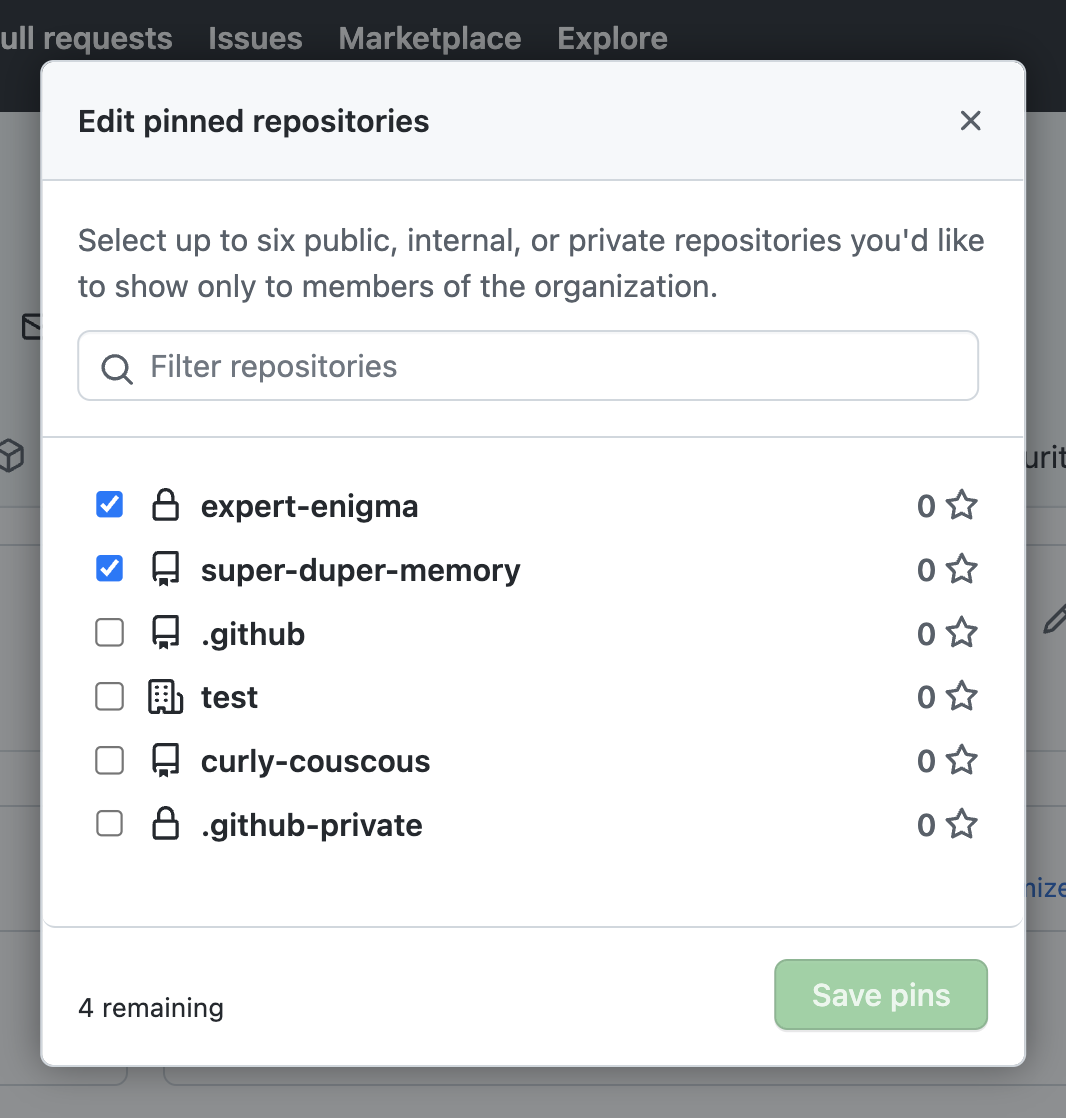 ull requests Issues Marketplace Explore
Edit pinned repositories
Select up to six public, internal, or private repositories you'd like
to show only to members of the organization.
Filter repositories
expert-enigma 0
super-duper-memory 0
.github 0
test 0
curly-couscous 0
.github-private 0
4 remaining
Save pins